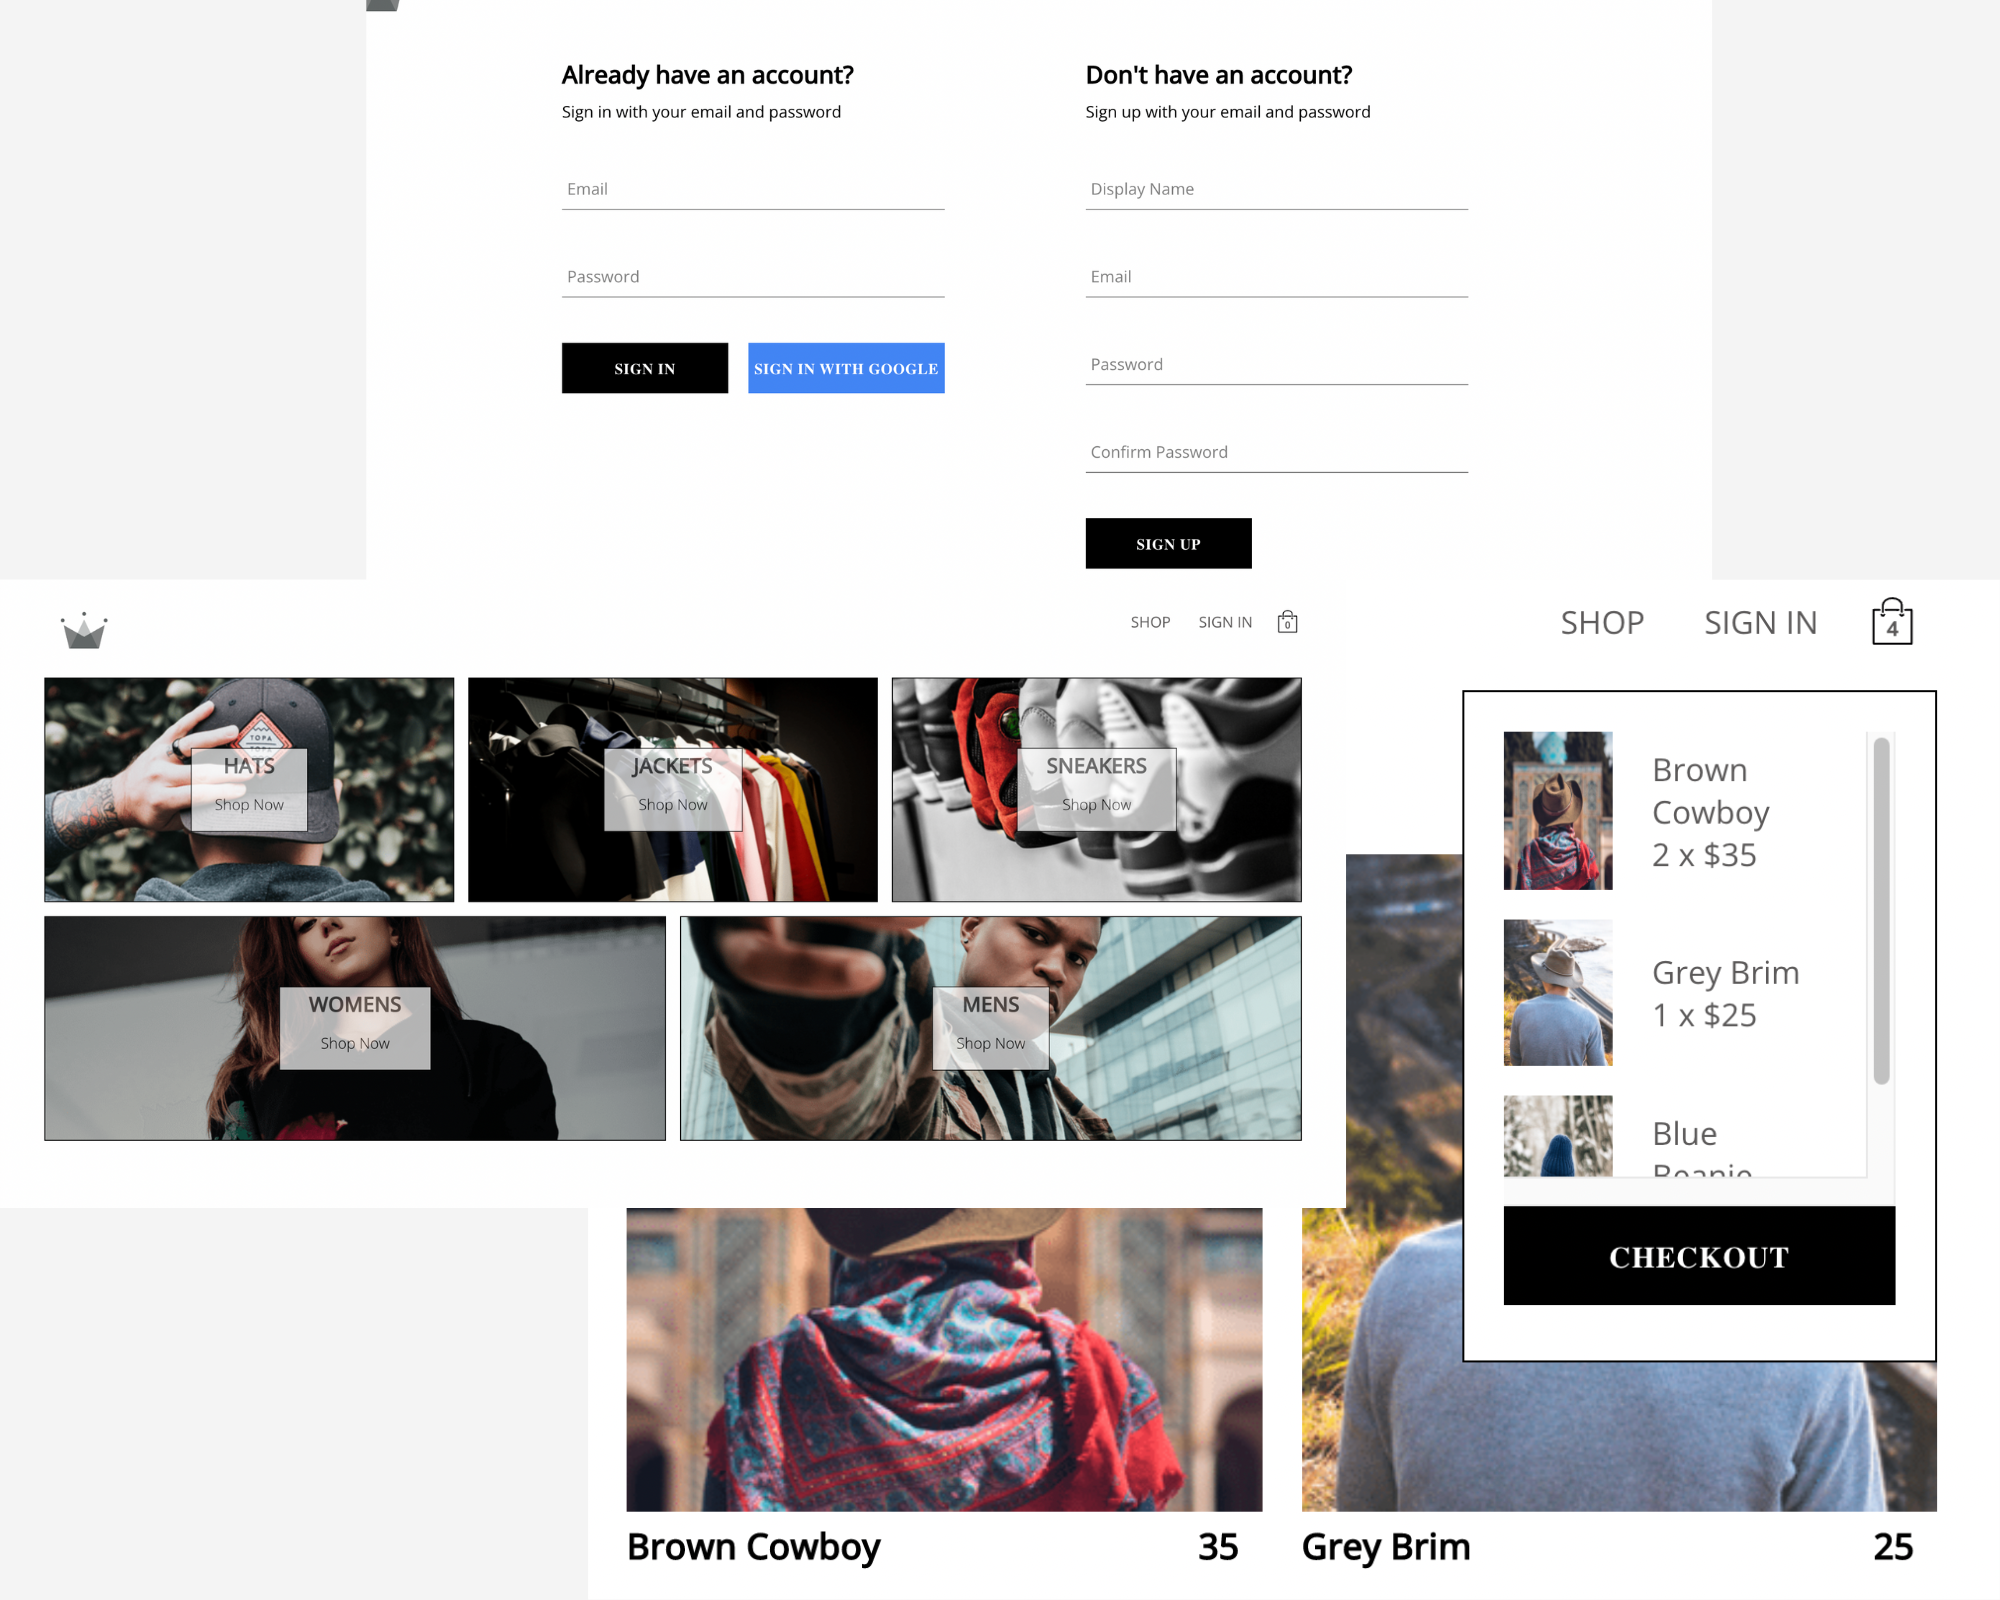 Already have an account?
Sign in with your email and password
Email
Password
SIGN IN
SIGN IN WITH GOOGLE
Don't have an account?
Sign up with your email and password
Display Name
Email
Password
Confirm Password
SIGN UP
SHOP
SIGN IN
0
TOPA
TOPA
HATS
Shop Now
JACKETS
Shop Now
SNEAKERS
Shop Now
WOMENS
Shop Now
MENS
Shop Now
SHOP
SIGN IN
4
Brown
Cowboy
2 x $35
Grey Brim
1 x $25
Blue
Beanie
CHECKOUT
Brown Cowboy
35
Grey Brim
25